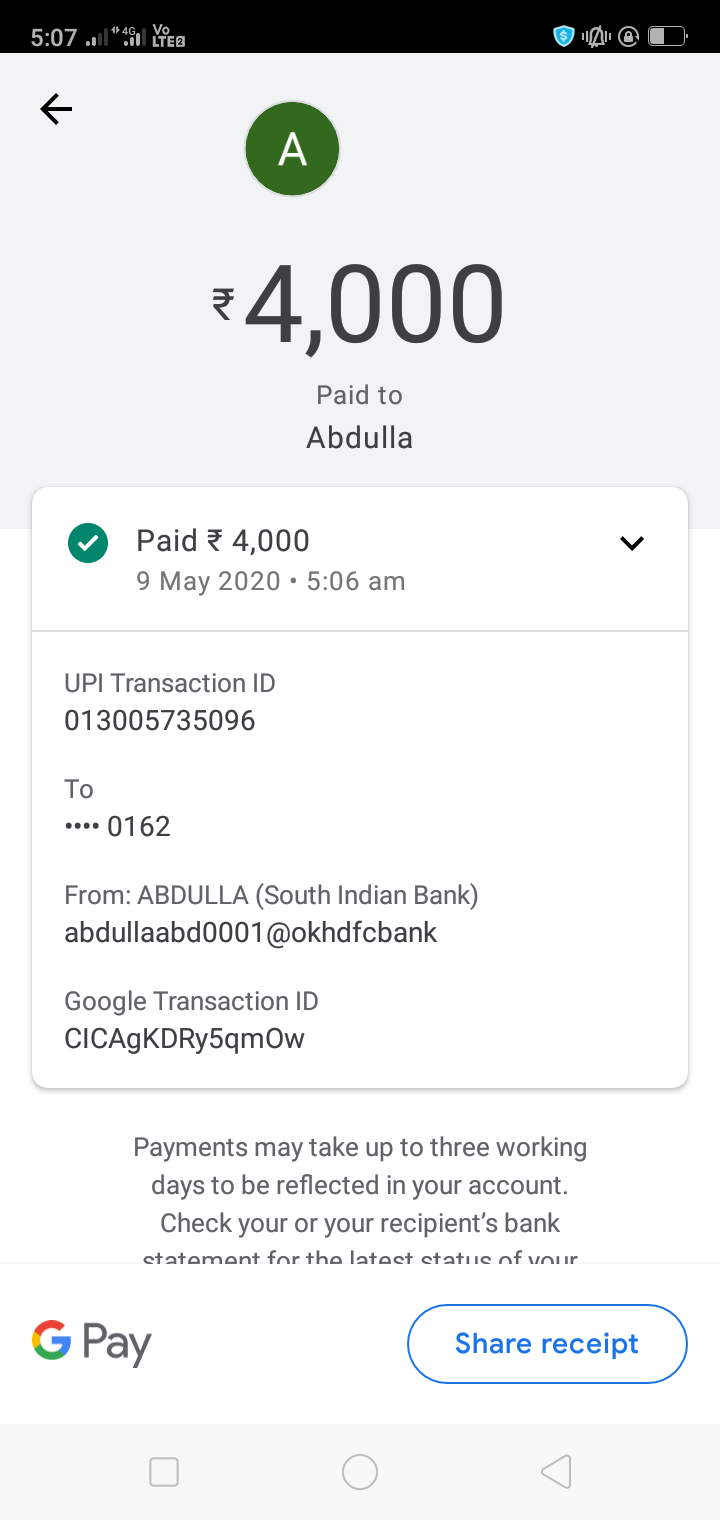 5:07 4G Vo LTE2
A
₹4,000
Paid to
Abdulla
Paid ₹ 4,000
9 May 2020 • 5:06 am
UPI Transaction ID
013005735096
To
•••• 0162
From: ABDULLA (South Indian Bank)
abdullaabd0001@okhdfcbank
Google Transaction ID
CICAgKDRy5qmOw
Payments may take up to three working
days to be reflected in your account.
Check your or your recipient's bank
statement for the latest status of your
G Pay
Share receipt